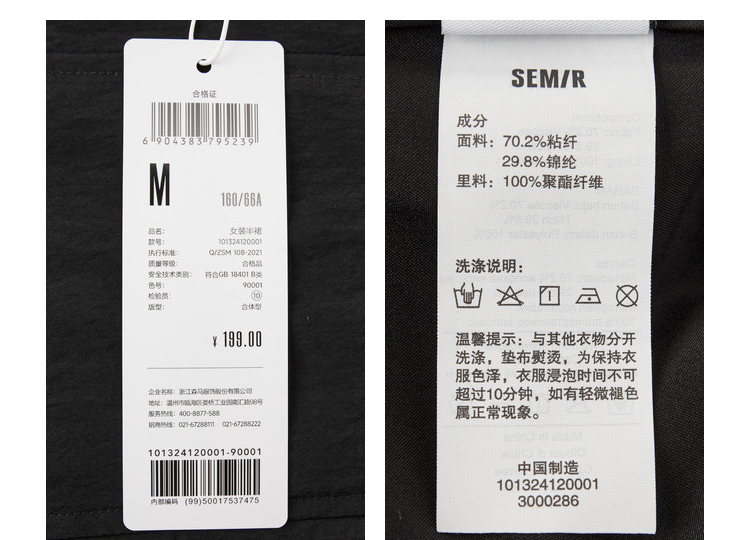 合格证
6 904383 795239
M
160/66A
品名： 女装半裙
款号： 101324120001
执行标准： Q/ZSM 108-2021
质量等级： 合格品
安全技术类别： 符合GB 18401 B类
色号： 90001
检验员： ⑩
版型： 合体型
¥ 199.00
企业名称：浙江森马服饰股份有限公司
地址：温州市瓯海区娄桥工业园南汇路98号
服务热线：400-8877-588
招商热线：021-67288111 021-67288222
101324120001-90001
内部编码 (99)50017537475
SEMIR
成分
面料：70.2%粘纤
29.8%锦纶
里料：100%聚酯纤维
洗涤说明：
温馨提示：与其他衣物分开
洗涤，垫布熨烫，为保持衣
服色泽，衣服浸泡时间不可
超过10分钟，如有轻微褪色
属正常现象。
中国制造
101324120001
3000286